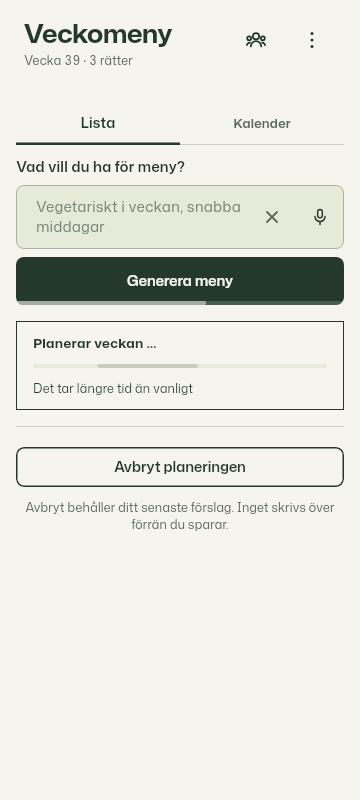 Veckomeny
Vecka 39 · 3 rätter
Lista
Kalender
Vad vill du ha för meny?
Vegetariskt i veckan, snabba
middagar
Generera meny
Planerar veckan ...
Det tar längre tid än vanligt
Avbryt planeringen
Avbryt behåller ditt senaste förslag. Inget skrivs över
förrän du sparar.